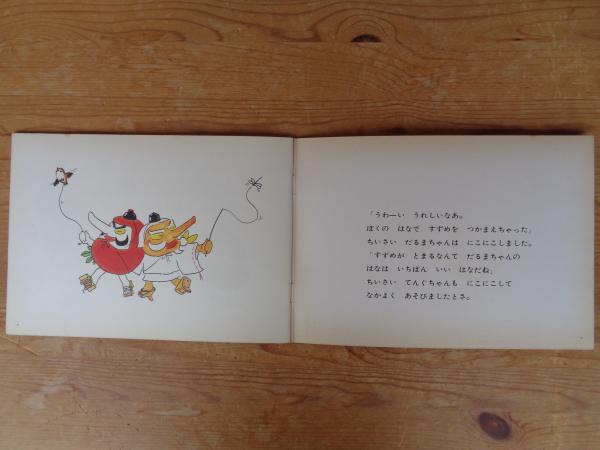 「うわーい　うれしいなあ。
ぼくの　はなで　すずめを　つかまえちゃった」
ちいさい　だるまちゃんは　にこにこしました。
「すずめが　とまるなんて　だるまちゃんの
はなは　いちばん　いい　はなだね」
ちいさい　てんぐちゃんも　にこにこして
なかよく　あそびましたとさ。